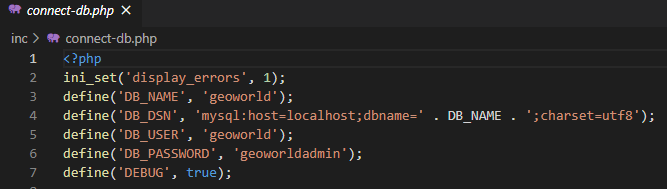 connect-db.php ×
inc > connect-db.php
1 <?php
2 ini_set('display_errors', 1);
3 define('DB_NAME', 'geoworld');
4 define('DB_DSN', 'mysql:host=localhost;dbname=' . DB_NAME . ';charset=utf8');
5 define('DB_USER', 'geoworld');
6 define('DB_PASSWORD', 'geoworldadmin');
7 define('DEBUG', true);